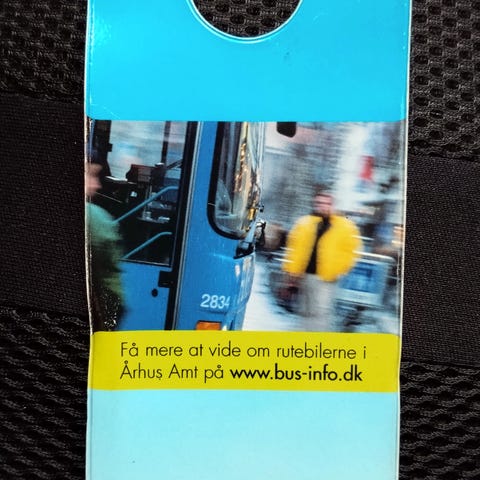 2834
Få mere at vide om rutebilerne i
Århus Amt på www.bus-info.dk